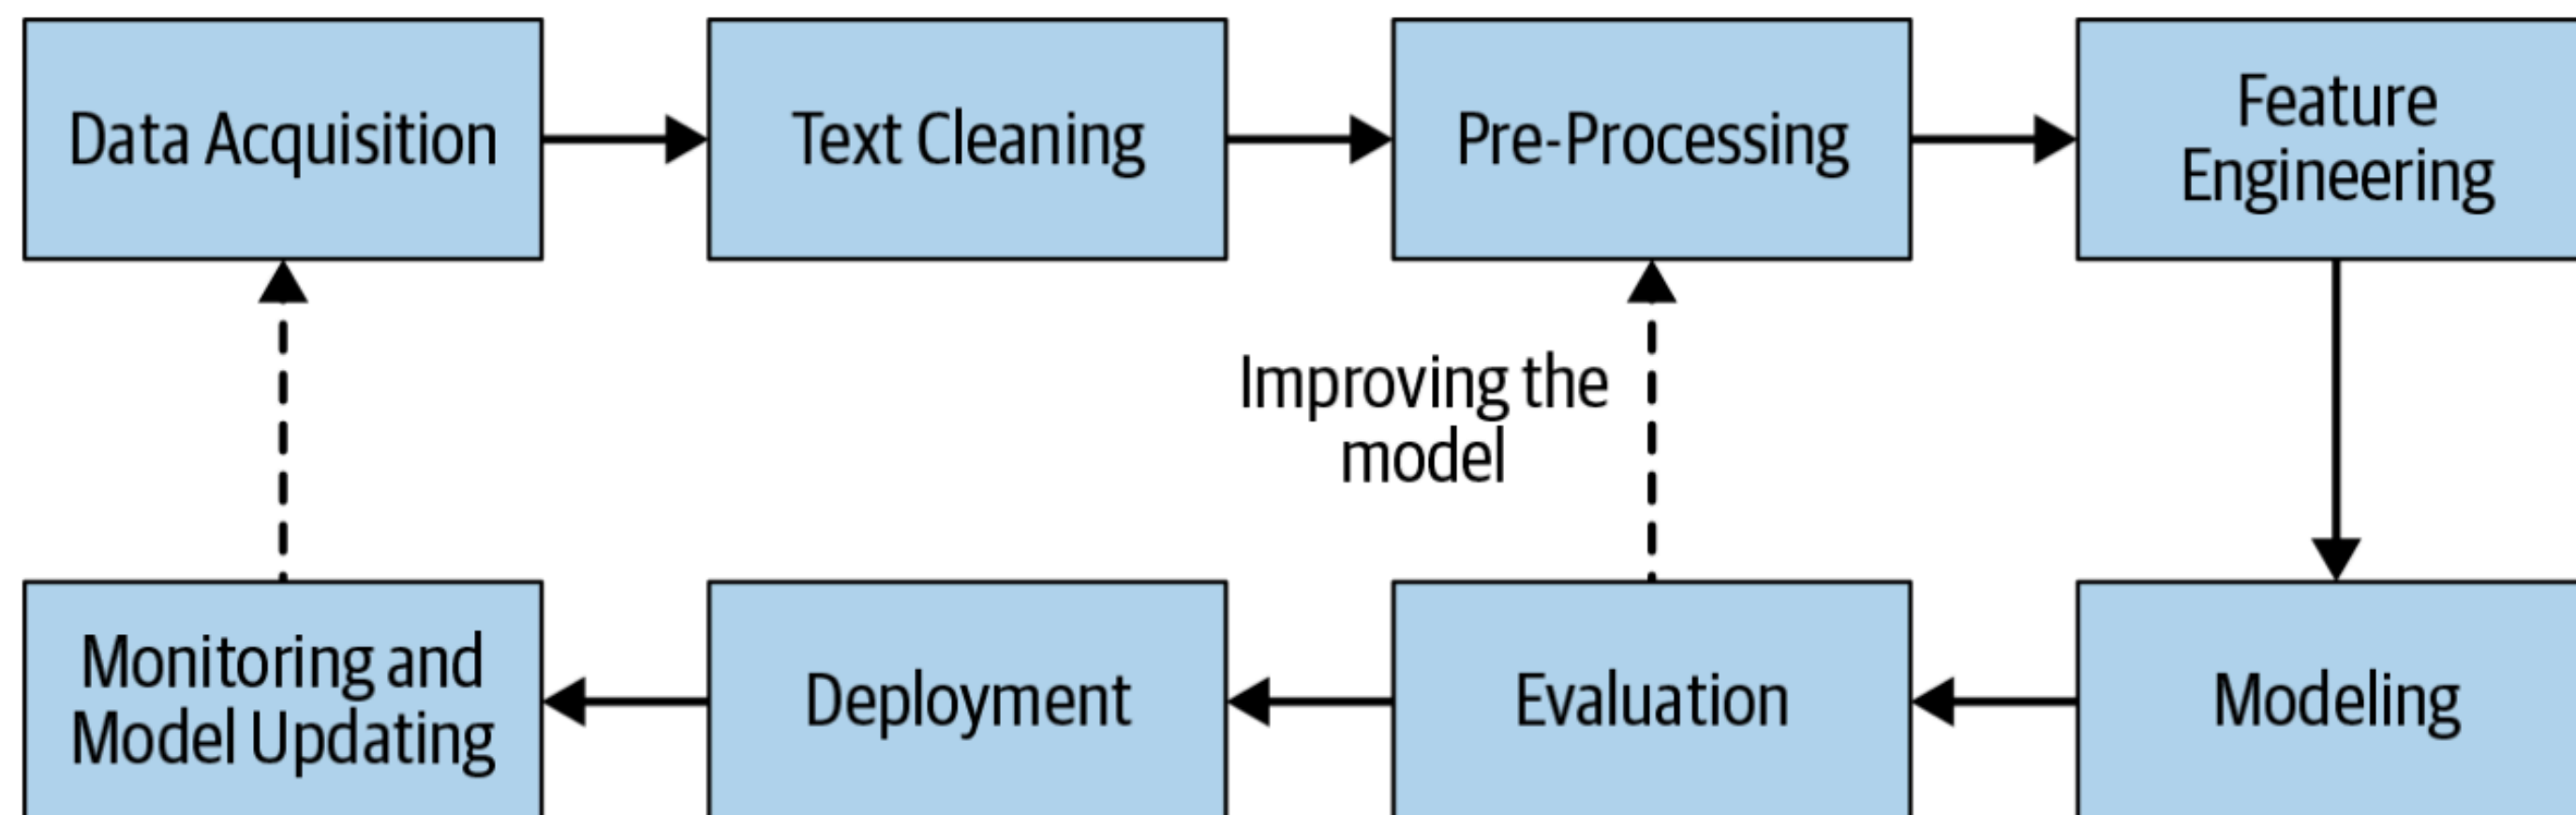 Data Acquisition
Text Cleaning
Pre-Processing
Feature
Engineering
Improving the
model
Monitoring and
Model Updating
Deployment
Evaluation
Modeling